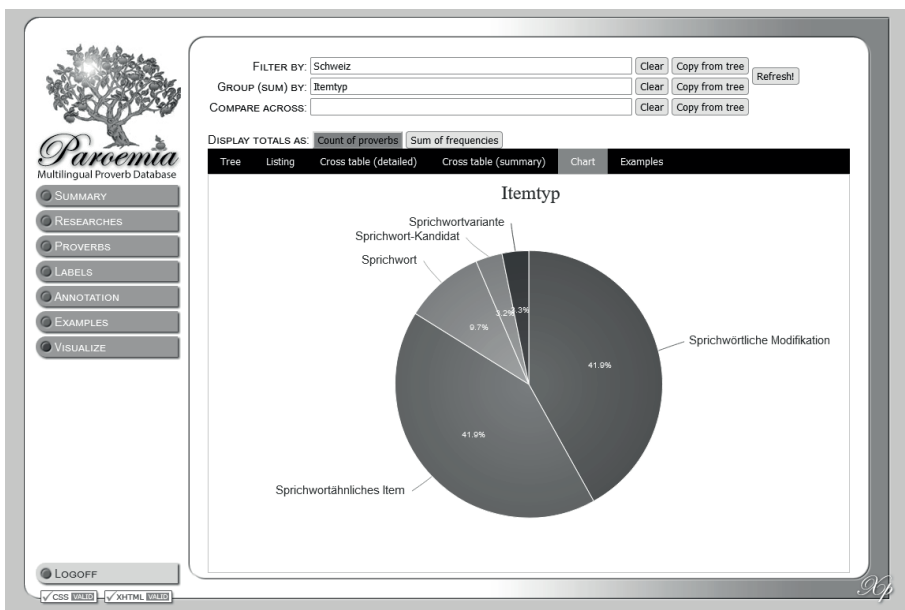 Paroemia
Multilingual Proverb Database
SUMMARY
RESEARCHES
PROVERBS
LABELS
ANNOTATION
EXAMPLES
VISUALIZE
LOGOFF
CSS VALID XHTML VALID
FILTER BY: Schweiz Clear Copy from tree
Refresh!
GROUP (SUM) BY: Itemtyp Clear Copy from tree
COMPARE ACROSS: Clear Copy from tree
DISPLAY TOTALS AS: Count of proverbs Sum of frequencies
Tree Listing Cross table (detailed) Cross table (summary) Chart Examples
Itemtyp
Sprichwortvariante
Sprichwort-Kandidat
Sprichwort
3.2% 3.3%
9.7%
Sprichwörtliche Modifikation
41.9%
41.9%
Sprichwortähnliches Item
Xp